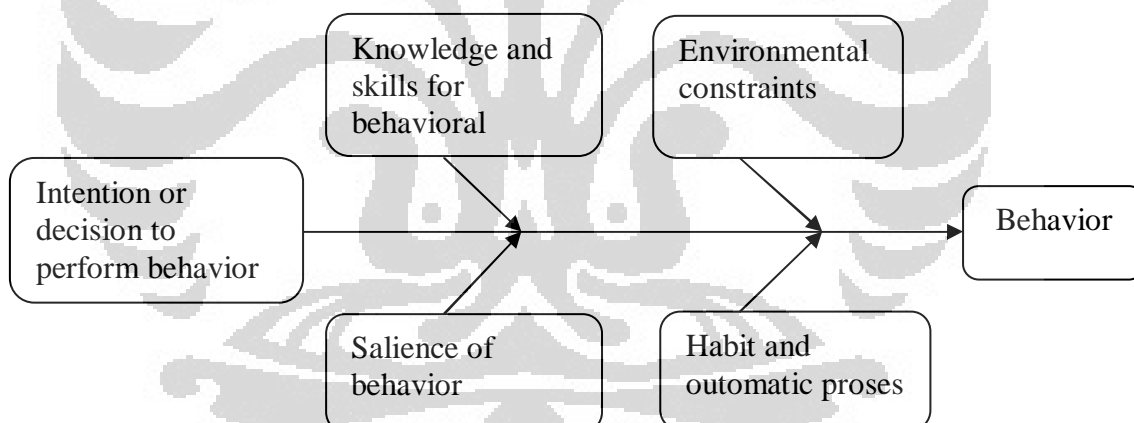 Knowledge and
skills for
behavioral
Environmental
constraints
Intention or
decision to
perform behavior
Behavior
Salience of
behavior
Habit and
outomatic proses